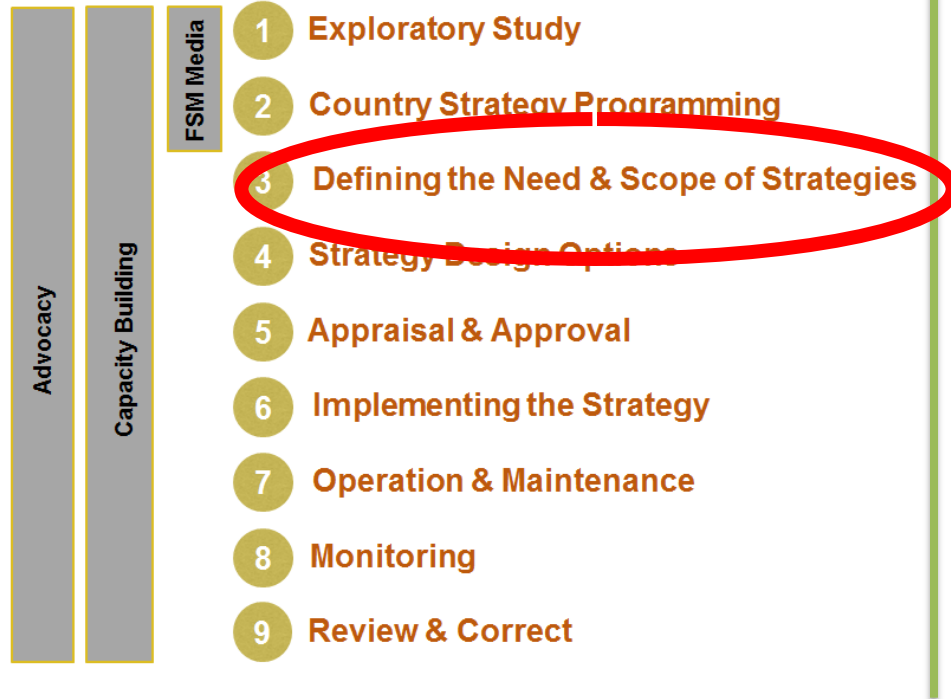 Advocacy
Capacity Building
FSM Media
1 Exploratory Study
2 Country Strategy Programming
3 Defining the Need & Scope of Strategies
4 Strategy Design Options
5 Appraisal & Approval
6 Implementing the Strategy
7 Operation & Maintenance
8 Monitoring
9 Review & Correct